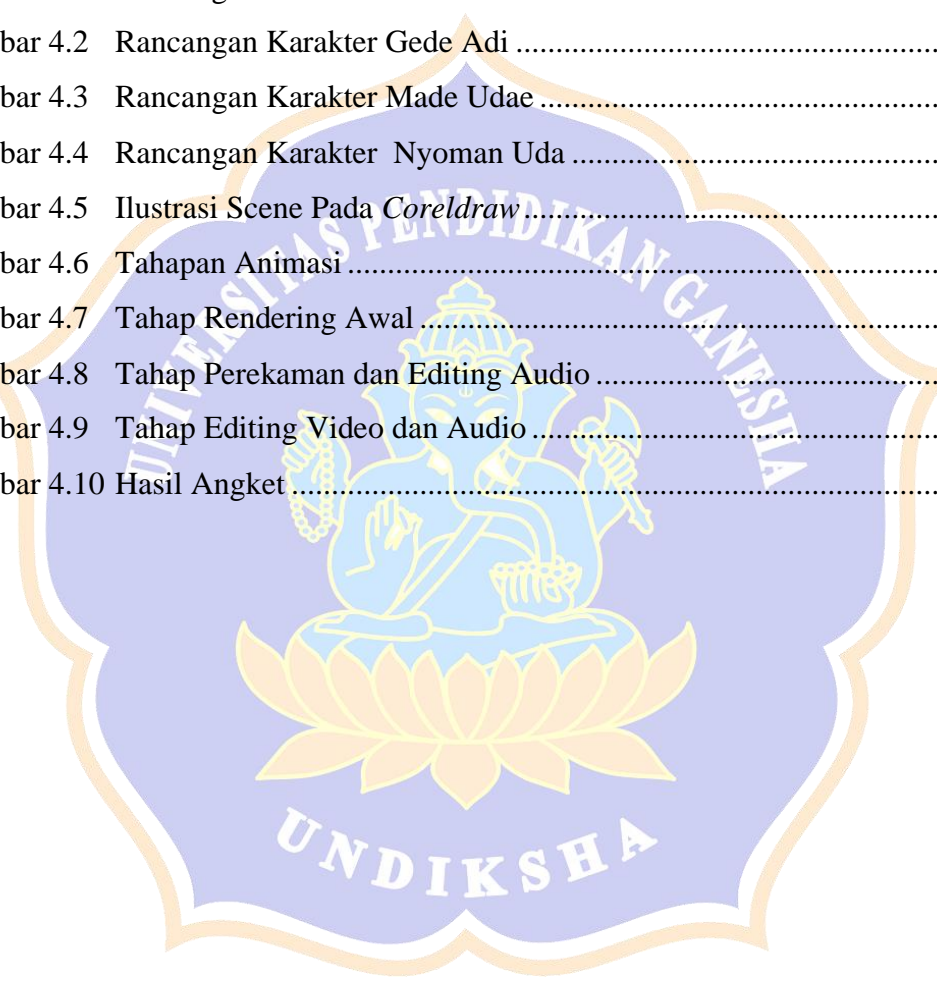 bar 4.2 Rancangan Karakter Gede Adi ....................................................
bar 4.3 Rancangan Karakter Made Udae ................................................
bar 4.4 Rancangan Karakter Nyoman Uda ............................................
bar 4.5 Ilustrasi Scene Pada Coreldraw ..................................................
bar 4.6 Tahapan Animasi ........................................................................
bar 4.7 Tahap Rendering Awal ...............................................................
bar 4.8 Tahap Perekaman dan Editing Audio .........................................
bar 4.9 Tahap Editing Video dan Audio .................................................
bar 4.10 Hasil Angket ...............................................................................
UNIVERSITAS PENDIDIKAN GANESHA
UNDIKSHA